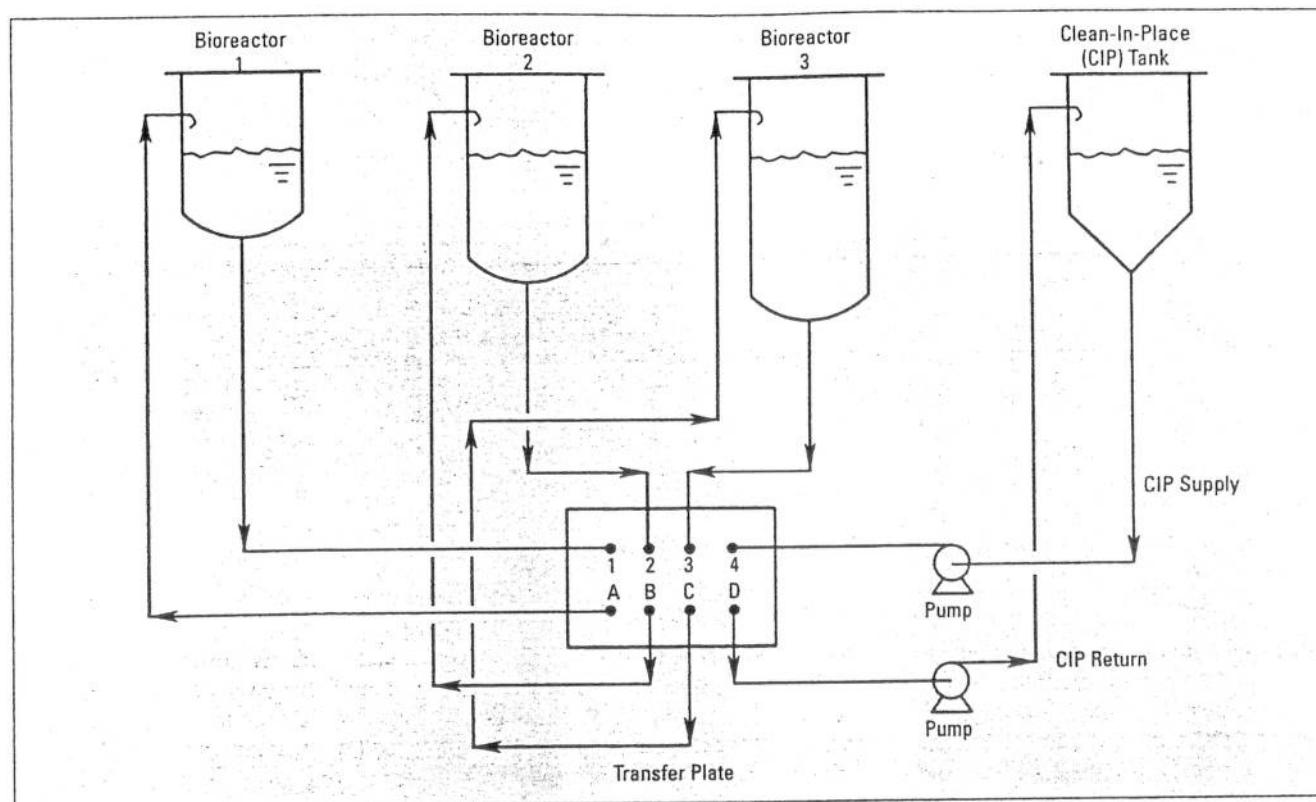 Bioreactor
1
Bioreactor
2
Bioreactor
3
Clean-In-Place
(CIP) Tank
CIP Supply
1 2 3 4
A B C D
Pump
CIP Return
Pump
Transfer Plate